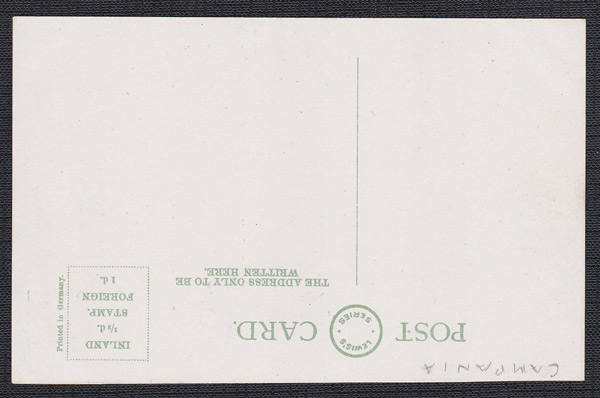 CAMPANIA
POST CARD.
LEWIS'S
SERIES
THE ADDRESS ONLY TO BE
WRITTEN HERE.
INLAND
½d.
STAMP.
FOREIGN
1d.
Printed in Germany.